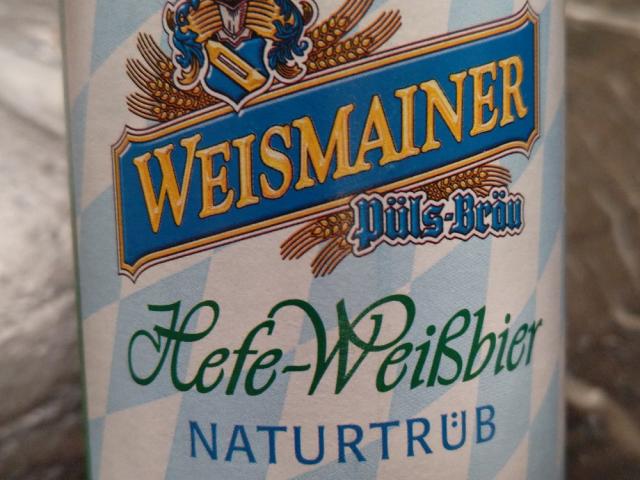 WEISMAINER
Püls-Bräu
Hefe-Weißbier
NATURTRÜB